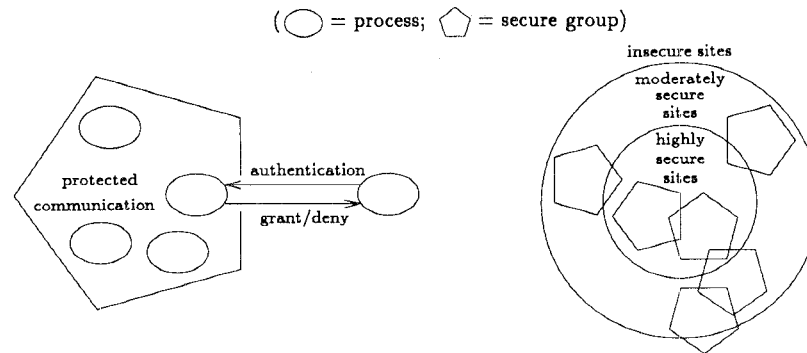 ( = process; = secure group)
insecure sites
moderately
secure
sites
highly
secure
sites
authentication
protected
communication
grant/deny